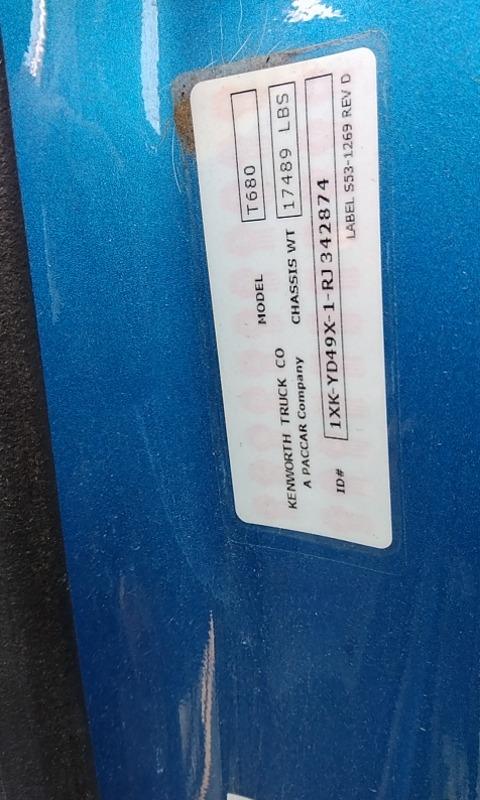 KENWORTH TRUCK CO MODEL T680
A PACCAR Company CHASSIS WT 17489 LBS
ID# 1XK-YD49X-1-RJ342874
LABEL S53-1269 REV D